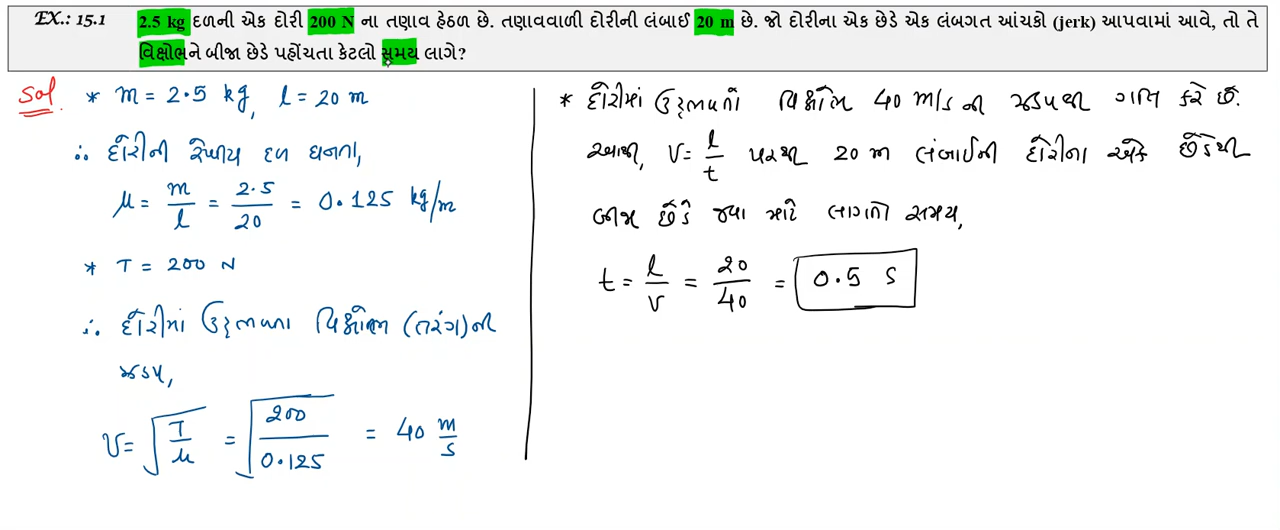 EX.: 15.1 2.5 kg દળની એક દોરી 200 N ના તણાવ હેઠળ છે. તણાવવાળી દોરીની લંબાઈ 20 m છે. જો દોરીના એક છેડે એક લંબગત આંચકો (jerk) આપવામાં આવે, તો તે
વિક્ષોભને બીજા છેડે પહોંચતા કેટલો સમય લાગે?
Sol. * m = 2.5 kg, l = 20 m
∴ દોરીની રેખીય દળ ઘનતા,
μ = m/l = 2.5/20 = 0.125 kg/m
* T = 200 N
∴ દોરીમાં ઉદ્દભવતા વિક્ષોભ (તરંગ)ની
ઝડપ,
v = √(T/μ) = √(200/0.125) = 40 m/s
* દોરીમાં ઉદ્દભવતો વિક્ષોભ 40 m/s ની ઝડપથી ગતિ કરે છે.
આથી, v = l/t પરથી 20 m લંબાઈની દોરીના એક છેડેથી
બીજા છેડે જવા માટે લાગતો સમય,
t = l/v = 20/40 = 0.5 s